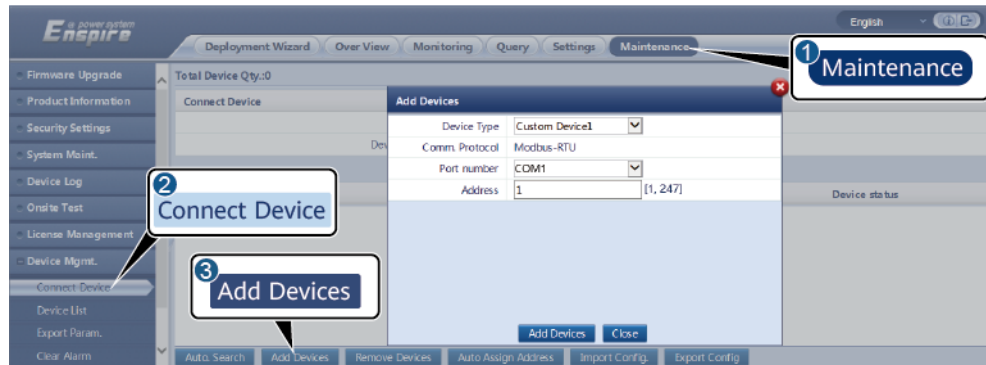 is power system
Enspire
English
Deployment Wizard Over View Monitoring Query Settings Maintenance
1
Maintenance
Firmware Upgrade
Product Information
Security Settings
System Maint.
Device Log
Onsite Test
License Management
Device Mgmt.
Connect Device
Device List
Export Param.
Clear Alarm
Total Device Qty.:0
Connect Device
Dev
Device status
2
Connect Device
3
Add Devices
Add Devices
Device Type Custom Device1
Comm. Protocol Modbus-RTU
Port number COM1
Address 1 [1, 247]
Add Devices Close
Auto. Search Add Devices Remove Devices Auto Assign Address Import Config. Export Config